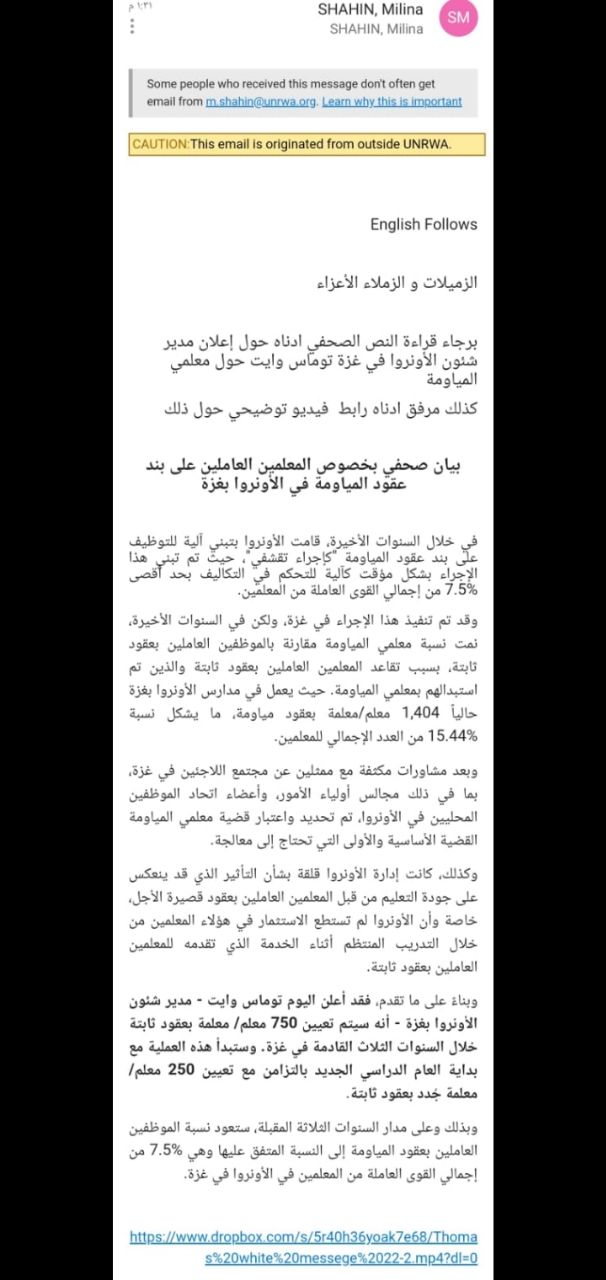 ١:٢١ م
SHAHIN, Milina
SHAHIN, Milina
SM
Some people who received this message don't often get
email from m.shahin@unrwa.org. Learn why this is important
CAUTION:This email is originated from outside UNRWA.
English Follows
الزميلات و الزملاء الأعزاء
برجاء قراءة النص الصحفي ادناه حول إعلان مدير
شئون الأونروا في غزة توماس وايت حول معلمي
المياومة
كذلك مرفق ادناه رابط فيديو توضيحي حول ذلك
بيان صحفي بخصوص المعلمين العاملين على بند
عقود المياومة في الأونروا بغزة
في خلال السنوات الأخيرة، قامت الأونروا بتبني آلية للتوظيف
على بند عقود المياومة "كإجراء تقشفي"، حيث تم تبني هذا
الإجراء بشكل مؤقت كآلية للتحكم في التكاليف بحد أقصى
7.5% من إجمالي القوى العاملة من المعلمين.
وقد تم تنفيذ هذا الإجراء في غزة، ولكن في السنوات الأخيرة،
نمت نسبة معلمي المياومة مقارنة بالموظفين العاملين بعقود
ثابتة، بسبب تقاعد المعلمين العاملين بعقود ثابتة والذين تم
استبدالهم بمعلمي المياومة. حيث يعمل في مدارس الأونروا بغزة
حالياً 1,404 معلم/معلمة بعقود مياومة، ما يشكل نسبة
15.44% من العدد الإجمالي للمعلمين.
وبعد مشاورات مكثفة مع ممثلين عن مجتمع اللاجئين في غزة،
بما في ذلك مجالس أولياء الأمور، وأعضاء اتحاد الموظفين
المحليين في الأونروا، تم تحديد واعتبار قضية معلمي المياومة
القضية الأساسية والأولى التي تحتاج إلى معالجة.
وكذلك، كانت إدارة الأونروا قلقة بشأن التأثير الذي قد ينعكس
على جودة التعليم من قبل المعلمين العاملين بعقود قصيرة الأجل،
خاصة وأن الأونروا لم تستطع الاستثمار في هؤلاء المعلمين من
خلال التدريب المنتظم أثناء الخدمة الذي تقدمه للمعلمين
العاملين بعقود ثابتة.
وبناءً على ما تقدم، فقد أعلن اليوم توماس وايت - مدير شئون
الأونروا بغزة - أنه سيتم تعيين 750 معلم/ معلمة بعقود ثابتة
خلال السنوات الثلاث القادمة في غزة. وستبدأ هذه العملية مع
بداية العام الدراسي الجديد بالتزامن مع تعيين 250 معلم/
معلمة جُدد بعقود ثابتة.
وبذلك وعلى مدار السنوات الثلاثة المقبلة، ستعود نسبة الموظفين
العاملين بعقود المياومة إلى النسبة المتفق عليها وهي 7.5% من
إجمالي القوى العاملة من المعلمين في الأونروا في غزة.
https://www.dropbox.com/s/5r40h36yoak7e68/Thoma
s%20white%20messege%2022-2.mp4?dl=0